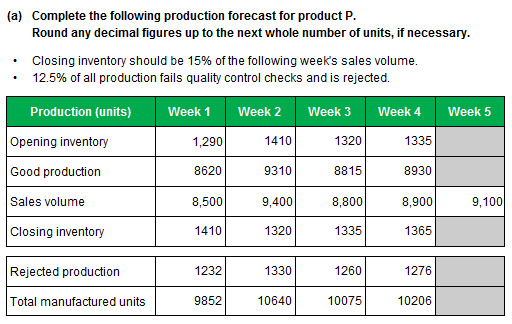 (a) Complete the following production forecast for product P.
Round any decimal figures up to the next whole number of units, if necessary.
• Closing inventory should be 15% of the following week's sales volume.
• 12.5% of all production fails quality control checks and is rejected.
Production (units) Week 1 Week 2 Week 3 Week 4 Week 5
Opening inventory 1,290 1410 1320 1335
Good production 8620 9310 8815 8930
Sales volume 8,500 9,400 8,800 8,900 9,100
Closing inventory 1410 1320 1335 1365
Rejected production 1232 1330 1260 1276
Total manufactured units 9852 10640 10075 10206